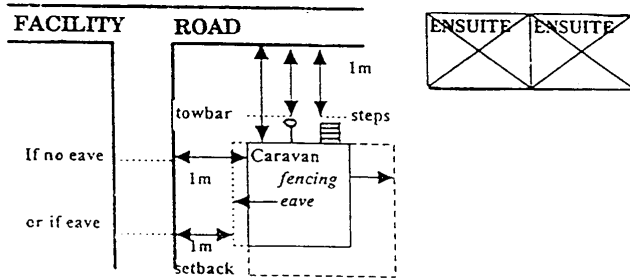 FACILITY ROAD
ENSUITE ENSUITE
1m
towbar steps
If no eave
Caravan
1m
fencing
eave
or if eave
1m
setback